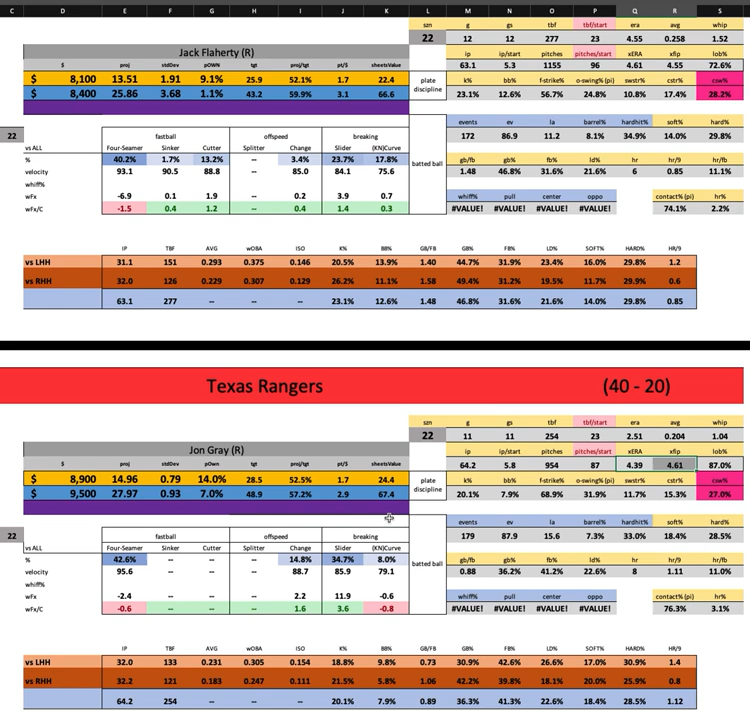 C D E F G H I J K L M N O P Q R S
szn g gs tbf tbf/start era avg whip
22 12 12 277 23 4.55 0.258 1.52
Jack Flaherty (R) ip ip/start pitches pitches/start xERA xfip lob%
$ proj stdDev pOWN tgt proj/tgt pt/$ sheetsValue 63.1 5.3 1155 96 4.61 4.55 72.6%
$ 8,100 13.51 1.91 9.1% 25.9 52.1% 1.7 22.4 plate discipline k% bb% f-strike% o-swing% (pi) swstr% cstr% csw%
$ 8,400 25.86 3.68 1.1% 43.2 59.9% 3.1 66.6 23.1% 12.6% 56.7% 24.8% 10.8% 17.4% 28.2%
events ev la barrel% hardhit% soft% hard%
22 fastball offspeed breaking batted ball 172 86.9 11.2 8.1% 34.9% 14.0% 29.8%
vs ALL Four-Seamer Sinker Cutter Splitter Change Slider (KN)Curve
% 40.2% 1.7% 13.2% -- 3.4% 23.7% 17.8% gb/fb gb% fb% ld% hr hr/9 hr/fb
velocity 93.1 90.5 88.8 -- 85.0 84.1 75.6 1.48 46.8% 31.6% 21.6% 6 0.85 11.1%
whiff%
wFx -6.9 0.1 1.9 -- 0.2 3.9 0.7 whiff% pull center oppo contact% (pi) hr%
wFx/C -1.5 0.4 1.2 -- 0.4 1.4 0.3 #VALUE! #VALUE! #VALUE! #VALUE! 74.1% 2.2%
IP TBF AVG wOBA ISO K% BB% GB/FB GB% FB% LD% SOFT% HARD% HR/9
vs LHH 31.1 151 0.293 0.375 0.146 20.5% 13.9% 1.40 44.7% 31.9% 23.4% 16.0% 29.8% 1.2
vs RHH 32.0 126 0.229 0.307 0.129 26.2% 11.1% 1.58 49.4% 31.2% 19.5% 11.7% 29.9% 0.6
63.1 277 -- -- -- 23.1% 12.6% 1.48 46.8% 31.6% 21.6% 14.0% 29.8% 0.85
Texas Rangers (40 - 20)
szn g gs tbf tbf/start era avg whip
22 11 11 254 23 2.51 0.204 1.04
Jon Gray (R) ip ip/start pitches pitches/start xERA xfip lob%
$ proj stdDev pOwn tgt proj/tgt pt/$ sheetsValue 64.2 5.8 954 87 4.39 4.61 87.0%
$ 8,900 14.96 0.79 14.0% 28.5 52.5% 1.7 24.4 plate discipline k% bb% f-strike% o-swing% (pi) swstr% cstr% csw%
$ 9,500 27.97 0.93 7.0% 48.9 57.2% 2.9 67.4 20.1% 7.9% 68.9% 31.9% 11.7% 15.3% 27.0%
events ev la barrel% hardhit% soft% hard%
22 fastball offspeed breaking batted ball 179 87.9 15.6 7.3% 33.0% 18.4% 28.5%
vs ALL Four-Seamer Sinker Cutter Splitter Change Slider (KN)Curve
% 42.6% -- -- -- 14.8% 34.7% 8.0% gb/fb gb% fb% ld% hr hr/9 hr/fb
velocity 95.6 -- -- -- 88.7 85.9 79.1 0.88 36.2% 41.2% 22.6% 8 1.11 11.0%
whiff%
wFx -2.4 -- -- -- 2.2 11.9 -0.6 whiff% pull center oppo contact% (pi) hr%
wFx/C -0.6 -- -- -- 1.6 3.6 -0.8 #VALUE! #VALUE! #VALUE! #VALUE! 76.3% 3.1%
IP TBF AVG wOBA ISO K% BB% GB/FB GB% FB% LD% SOFT% HARD% HR/9
vs LHH 32.0 133 0.231 0.305 0.154 18.8% 9.8% 0.73 30.9% 42.6% 26.6% 17.0% 30.9% 1.4
vs RHH 32.2 121 0.183 0.247 0.111 21.5% 5.8% 1.06 42.2% 39.8% 18.1% 20.0% 25.9% 0.8
64.2 254 -- -- -- 20.1% 7.9% 0.89 36.3% 41.3% 22.6% 18.4% 28.5% 1.12